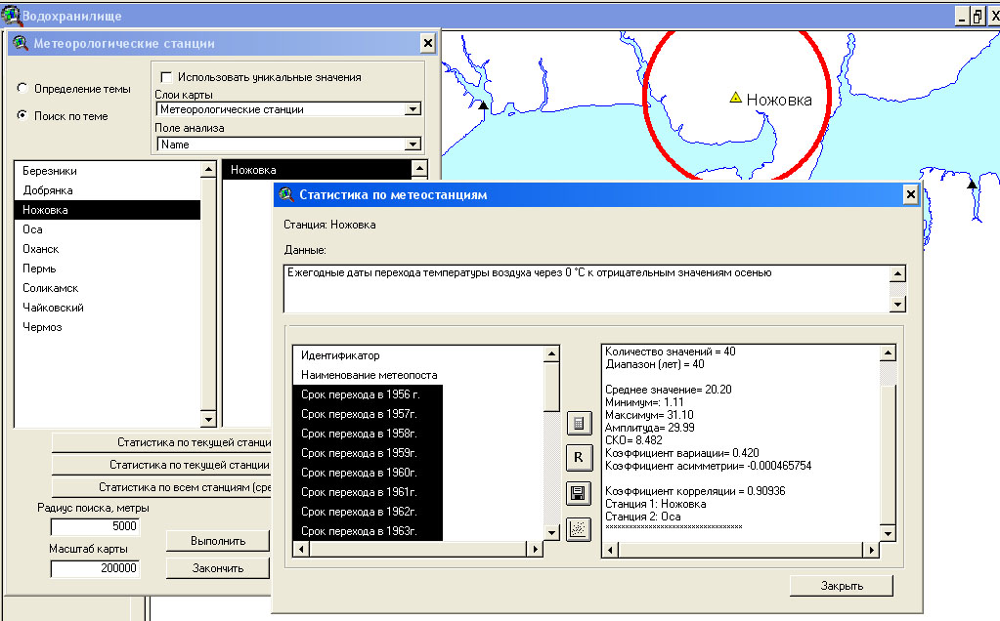 Водохранилище
Метеорологические станции
Определение темы
Поиск по теме
Использовать уникальные значения
Слои карты
Метеорологические станции
Поле анализа
Name
Березники
Добрянка
Ножовка
Оса
Оханск
Пермь
Соликамск
Чайковский
Чермоз
Ножовка
Статистика по текущей станци
Статистика по текущей станции
Статистика по всем станциям (сре
Радиус поиска, метры
5000
Масштаб карты
200000
Выполнить
Закончить
Ножовка
Статистика по метеостанциям
Станция: Ножовка
Данные:
Ежегодные даты перехода температуры воздуха через 0 °С к отрицательным значениям осенью
Идентификатор
Наименование метеопоста
Срок перехода в 1956 г.
Срок перехода в 1957г.
Срок перехода в 1958г.
Срок перехода в 1959г.
Срок перехода в 1960г.
Срок перехода в 1961г.
Срок перехода в 1962г.
Срок перехода в 1963г.
R
Количество значений = 40
Диапазон (лет) = 40
Среднее значение= 20.20
Минимум=: 1.11
Максимум= 31.10
Амплитуда= 29.99
СКО= 8.482
Коэффициент вариации= 0.420
Коэффициент асимметрии= -0.000465754
Коэффициент корреляции = 0.90936
Станция 1: Ножовка
Станция 2: Оса
Закрыть